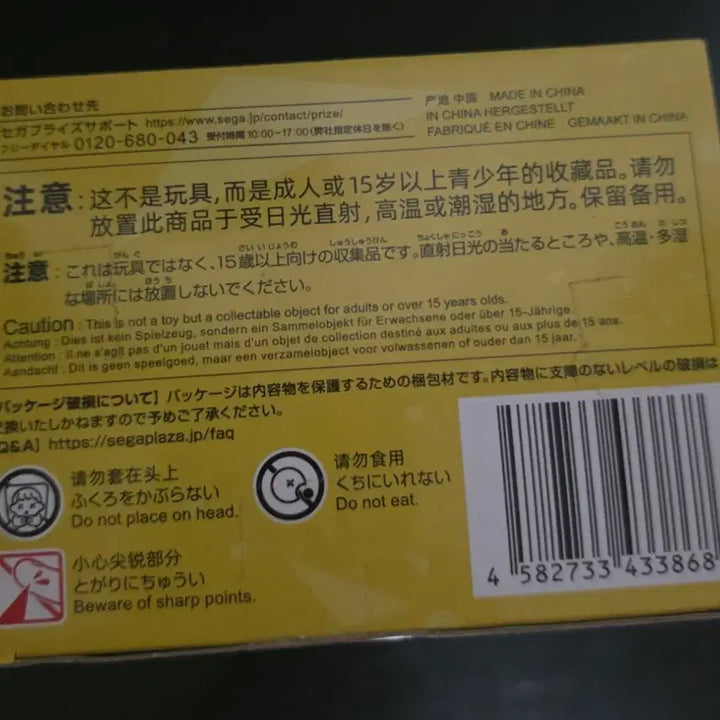 お問い合わせ先
セガプライズサポート https://www.sega.jp/contact/prize/
フリーダイヤル 0120-680-043 受付時間 10:00~17:00(弊社指定休日を除く)
产地 中国 MADE IN CHINA
IN CHINA HERGESTELLT
FABRIQUÉ EN CHINE GEMAAKT IN CHINA
注意:这不是玩具,而是成人或15岁以上青少年的收藏品。请勿
放置此商品于受日光直射,高温或潮湿的地方。保留备用。
注意:これは玩具ではなく、15歳以上向けの収集品です。直射日光の当たるところや、高温・多湿
な場所には放置しないでください。
Caution : This is not a toy but a collectable object for adults or over 15 years olds.
Achtung : Dies ist kein Spielzeug, sondern ein Sammelobjekt für Erwachsene oder über 15-Jährige.
Attention : Il ne s'agit pas d'un jouet mais d'un objet de collection destiné aux adultes ou aux plus de 15 ans.
Aandacht : Dit is geen speelgoed, maar een verzamelobject voor volwassenen of ouder dan 15 jaar.
パッケージ破損について】パッケージは内容物を保護するための梱包材です。内容物に支障のないレベルの破損は
換いたしかねますので予めご了承ください。
Q&A】https://segaplaza.jp/faq
请勿套在头上
ふくろをかぶらない
Do not place on head.
请勿食用
くちにいれない
Do not eat.
小心尖锐部分
とがりにちゅうい
Beware of sharp points.
4 582733 433868